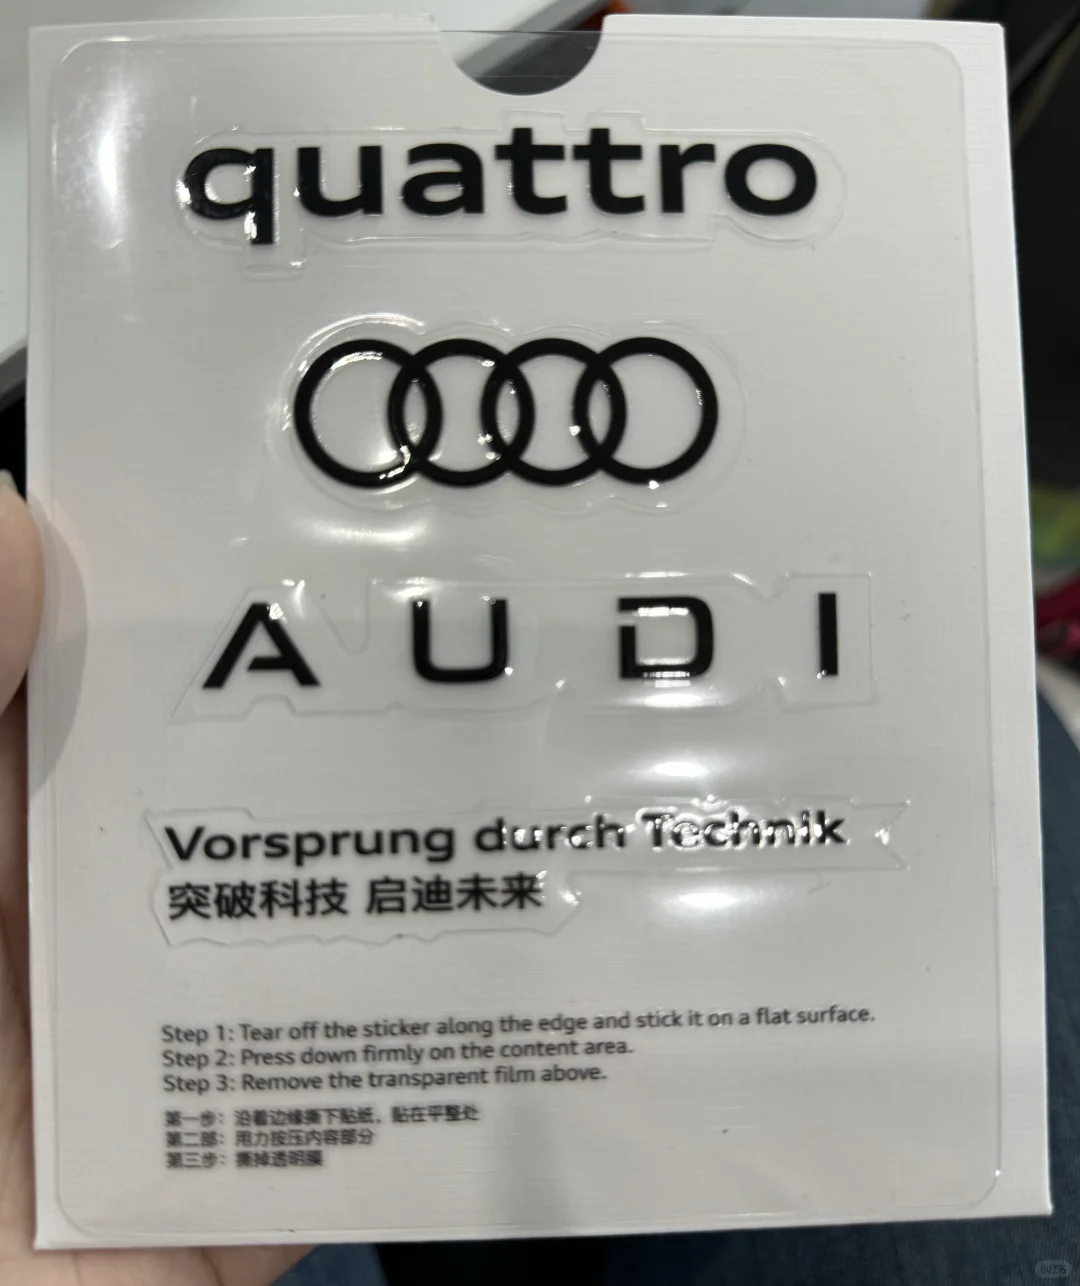 quattro
AUDI
Vorsprung durch Technik
突破科技 启迪未来
Step 1: Tear off the sticker along the edge and stick it on a flat surface.
Step 2: Press down firmly on the content area.
Step 3: Remove the transparent film above.
第一步：沿着边缘撕下贴纸，贴在平整处
第二部：用力按压内容部分
第三步：撕掉透明膜